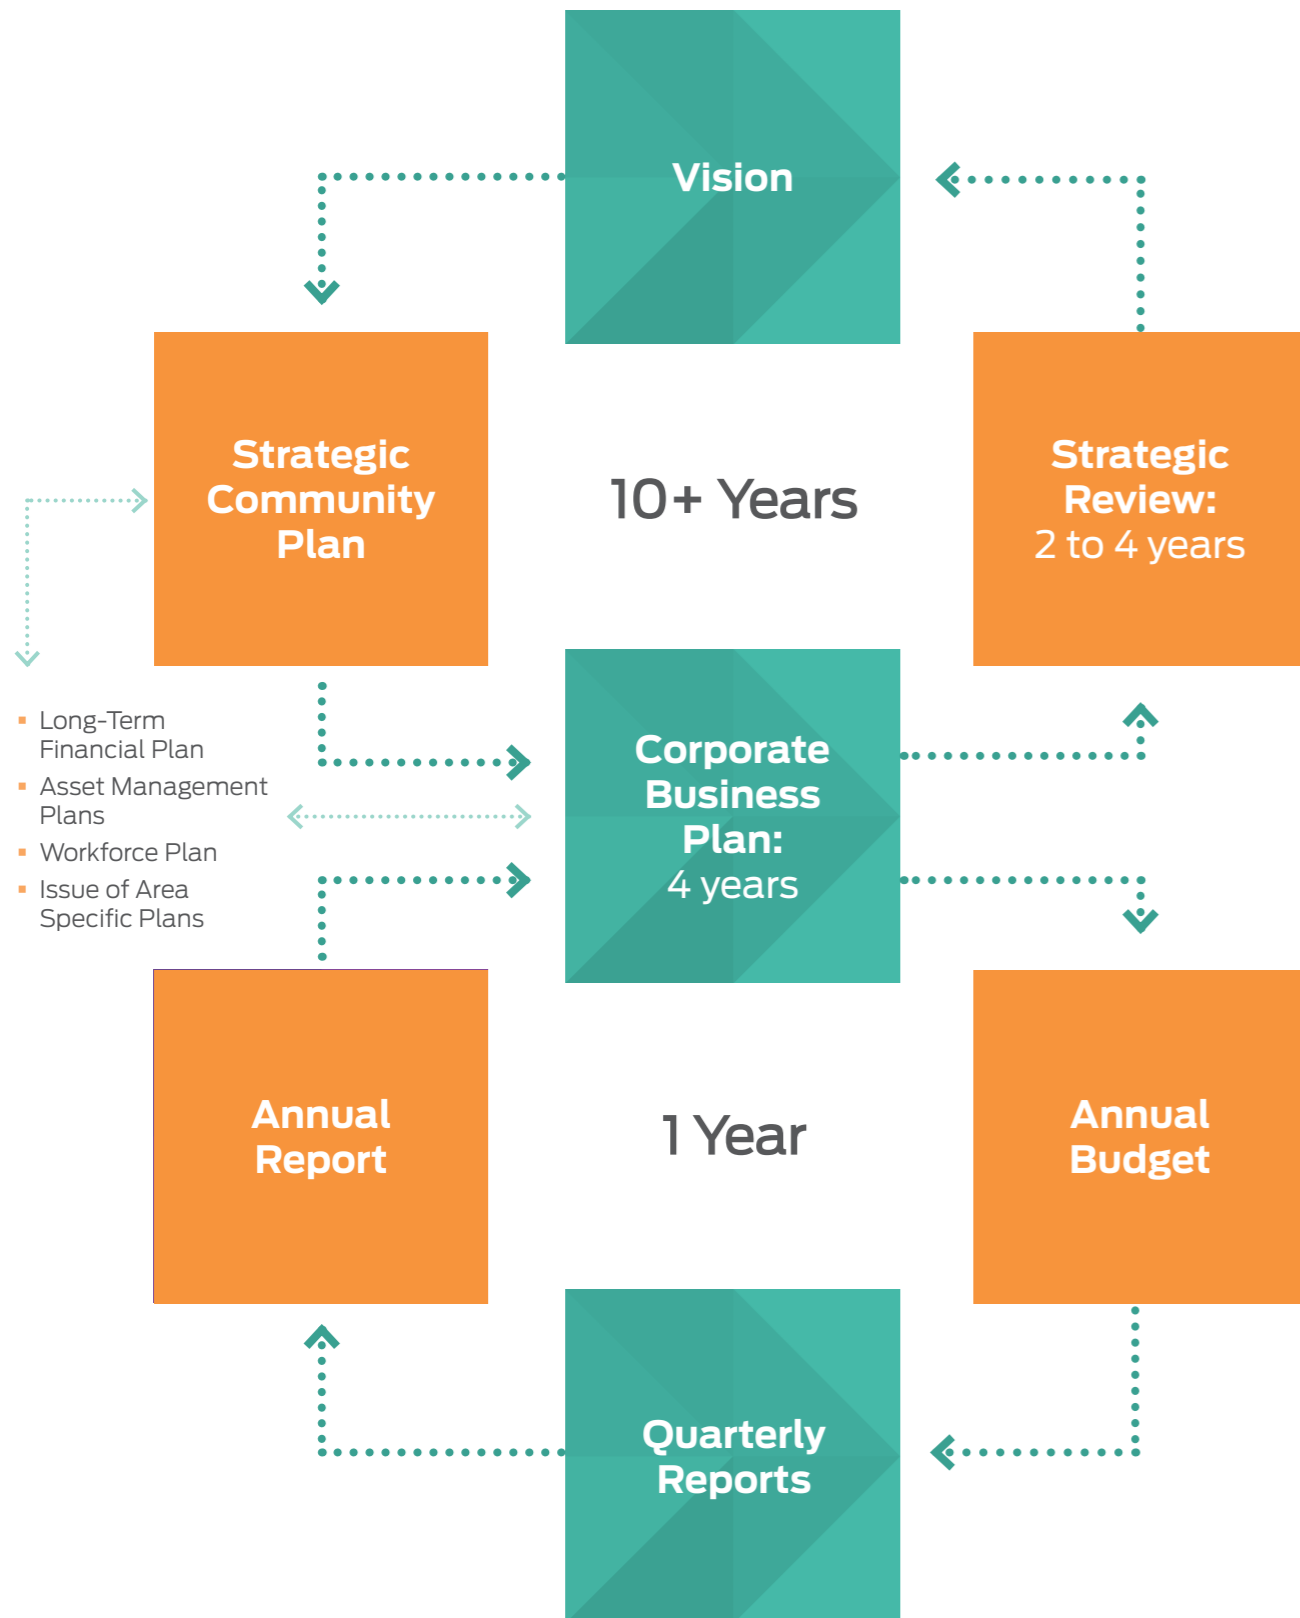 Vision
Strategic
Community
Plan
10+ Years
Strategic
Review:
2 to 4 years
Long-Term
Financial Plan
Asset Management
Plans
Workforce Plan
Issue of Area
Specific Plans
Corporate
Business
Plan:
4 years
Annual
Report
1 Year
Annual
Budget
Quarterly
Reports